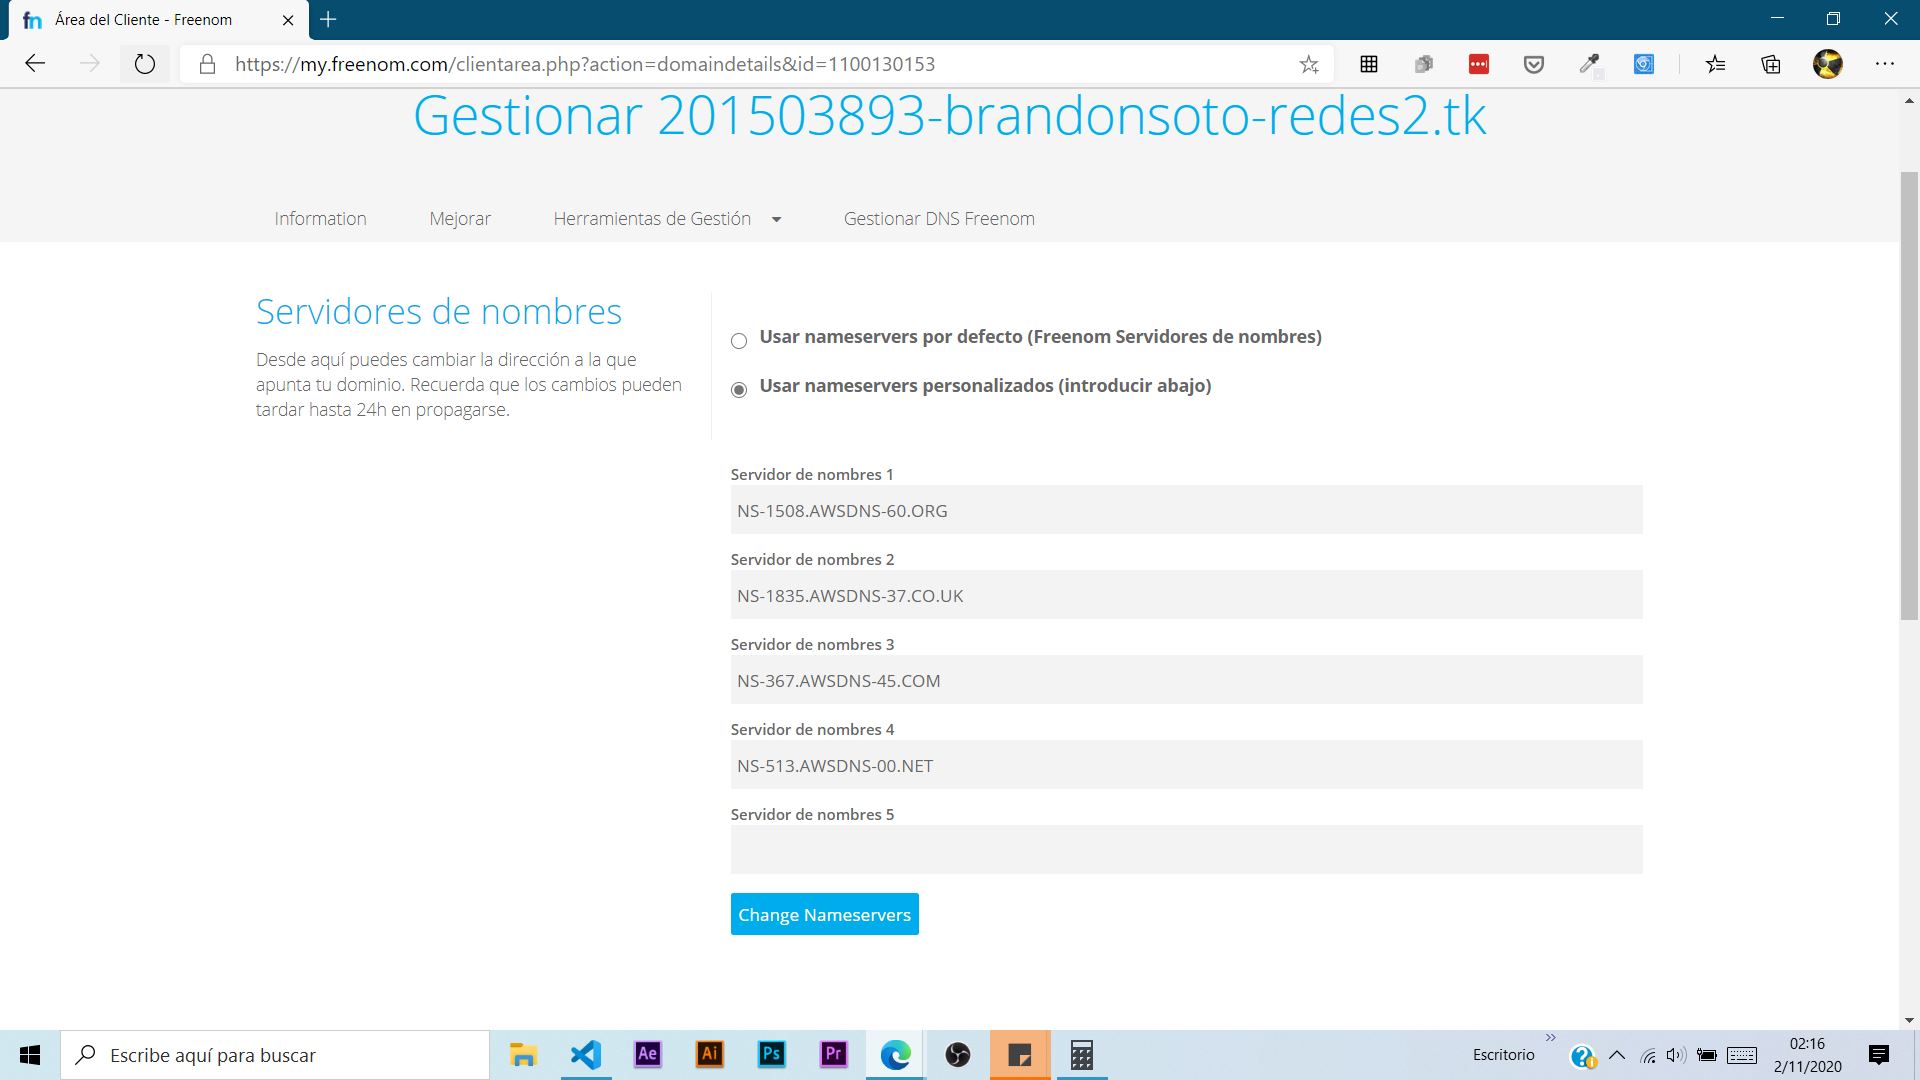 fn Área del Cliente - Freenom
https://my.freenom.com/clientarea.php?action=domaindetails&id=1100130153
Gestionar 201503893-brandonsoto-redes2.tk
Information Mejorar Herramientas de Gestión Gestionar DNS Freenom
Servidores de nombres
Desde aquí puedes cambiar la dirección a la que
apunta tu dominio. Recuerda que los cambios pueden
tardar hasta 24h en propagarse.
Usar nameservers por defecto (Freenom Servidores de nombres)
Usar nameservers personalizados (introducir abajo)
Servidor de nombres 1
NS-1508.AWSDNS-60.ORG
Servidor de nombres 2
NS-1835.AWSDNS-37.CO.UK
Servidor de nombres 3
NS-367.AWSDNS-45.COM
Servidor de nombres 4
NS-513.AWSDNS-00.NET
Servidor de nombres 5
Change Nameservers
Escribe aquí para buscar
Ae Ai Ps Pr
Escritorio
02:16
2/11/2020